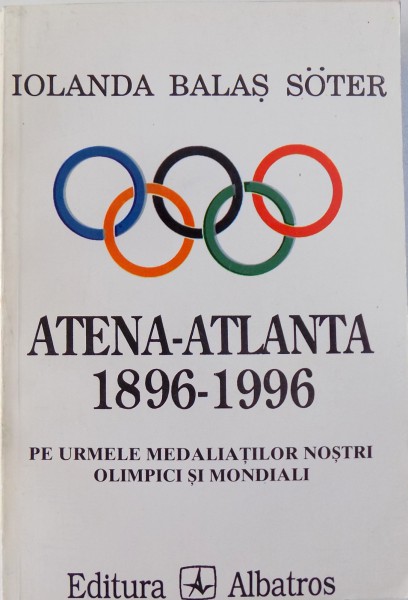 IOLANDA BALAȘ SÖTER
ATENA-ATLANTA
1896-1996
PE URMELE MEDALIAȚILOR NOȘTRI
OLIMPICI ȘI MONDIALI
Editura Albatros